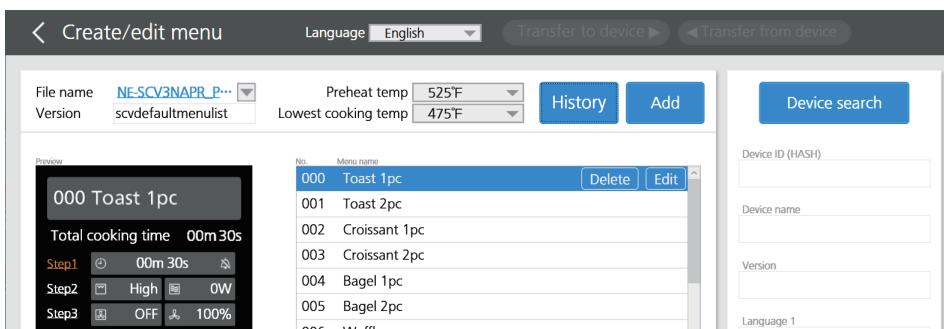 Create/edit menu
Language English
Transfer to device ▶
◀Transfer from device
File name NE-SCV3NAPR_P···
Version scvdefaultmenulist
Preheat temp 525℉
Lowest cooking temp 475℉
History
Add
Device search
Preview
000 Toast 1pc
Total cooking time 00m30s
Step1 00m 30s
Step2 High 0W
Step3 OFF 100%
No. Menu name
000 Toast 1pc Delete Edit
001 Toast 2pc
002 Croissant 1pc
003 Croissant 2pc
004 Bagel 1pc
005 Bagel 2pc
Device ID (HASH)
Device name
Version
Language 1